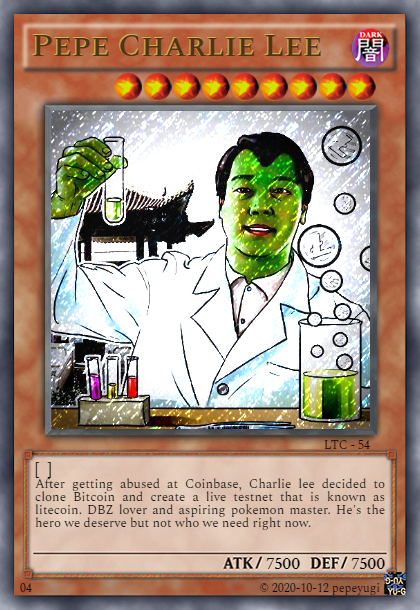 PEPE CHARLIE LEE
DARK
闇
LTC - 54
[ ]
After getting abused at Coinbase, Charlie lee decided to
clone Bitcoin and create a live testnet that is known as
litecoin. DBZ lover and aspiring pokemon master. He's the
hero we deserve but not who we need right now.
ATK / 7500 DEF / 7500
04
© 2020-10-12 pepeyugi